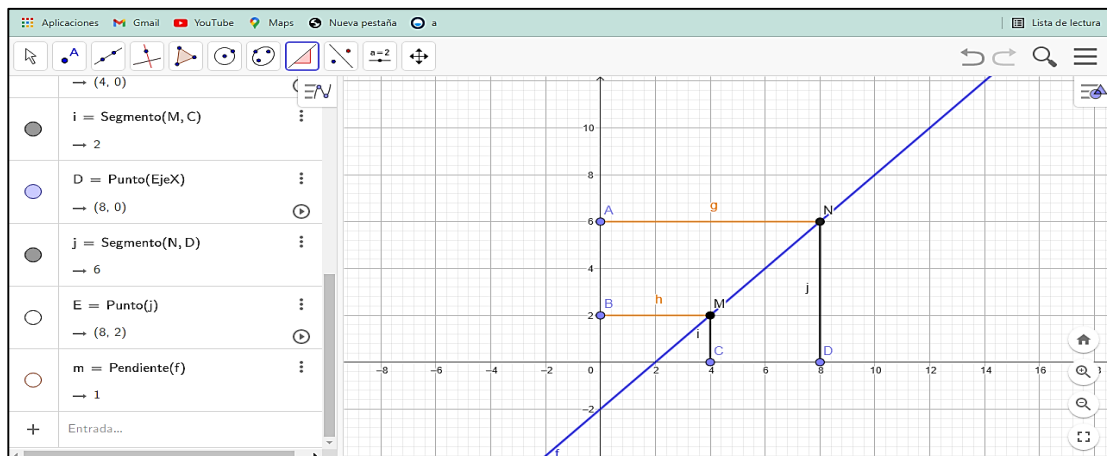 Aplicaciones Gmail YouTube Maps Nueva pestaña a Lista de lectura
a=2
→ (4, 0)
i = Segmento(M, C)
→ 2
D = Punto(EjeX)
→ (8, 0)
j = Segmento(N, D)
→ 6
E = Punto(j)
→ (8, 2)
m = Pendiente(f)
→ 1
Entrada...
10
8
A g N
6
4
j
B h M
2
i
C D
−8 −6 −4 −2 0 2 4 6 8 10 12 14 16 18
−2
f